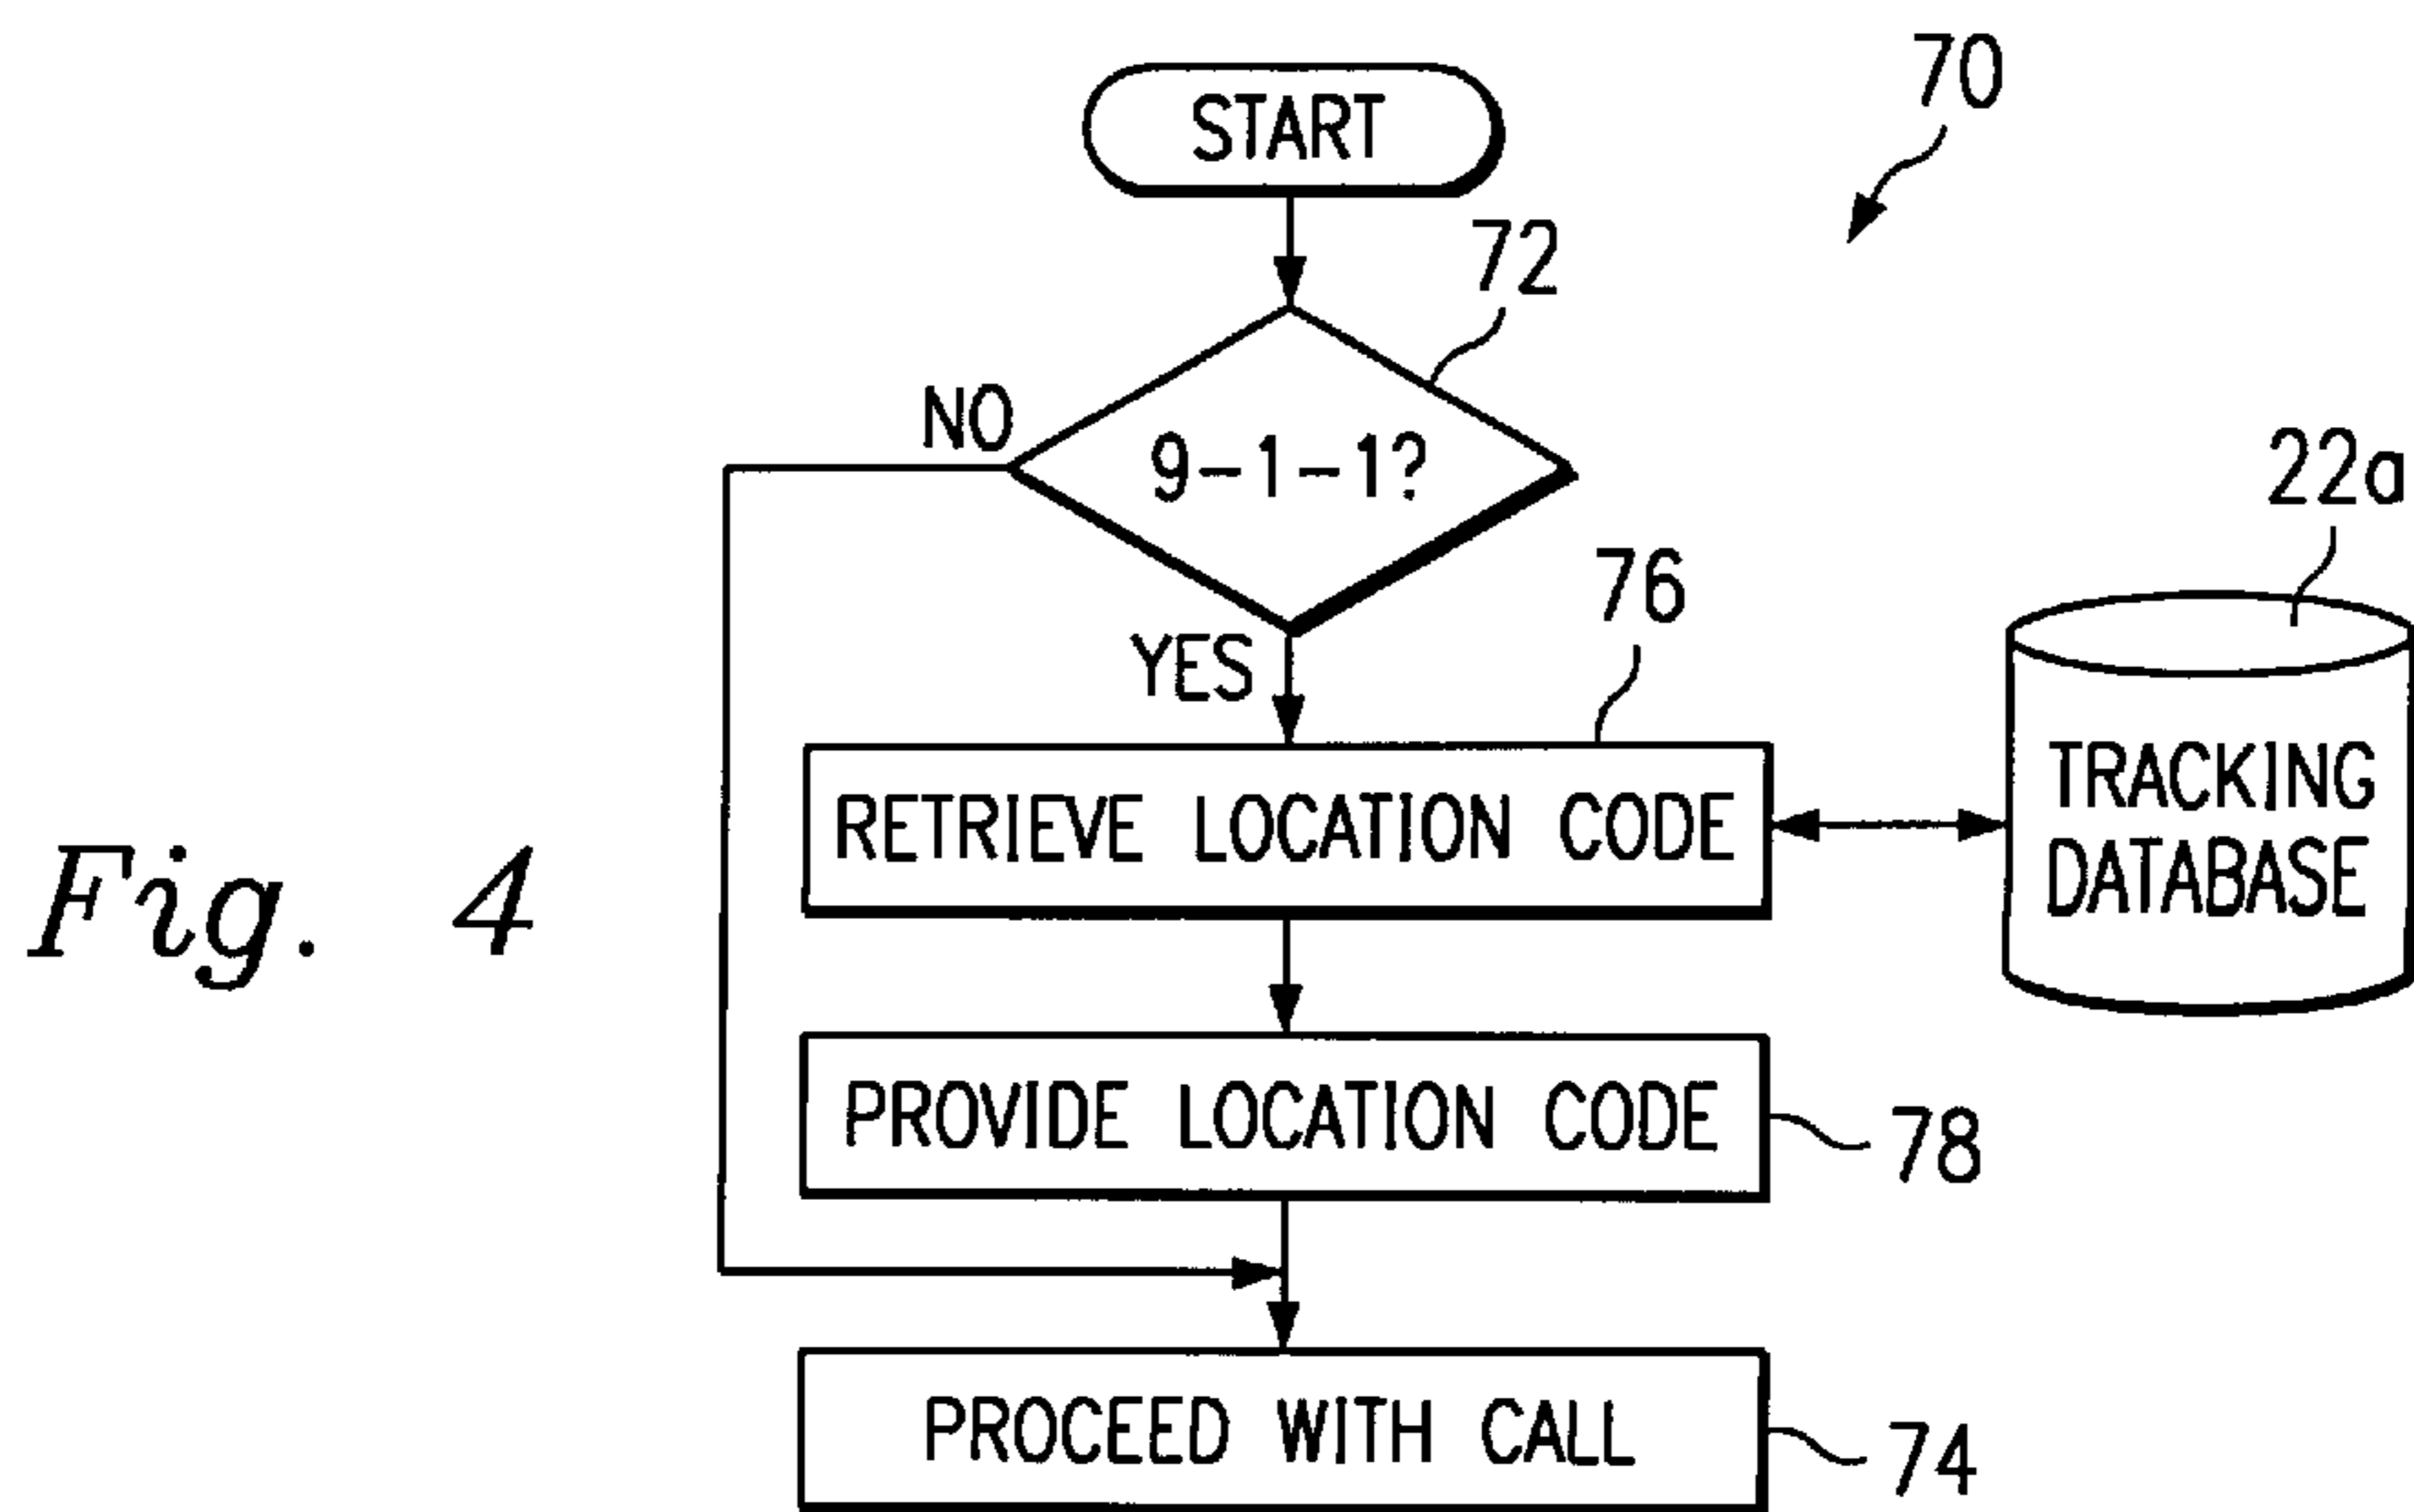 70
START
72
NO
9-1-1?
22a
YES
76
RETRIEVE LOCATION CODE
TRACKING
DATABASE
Fig. 4
PROVIDE LOCATION CODE
78
PROCEED WITH CALL
74